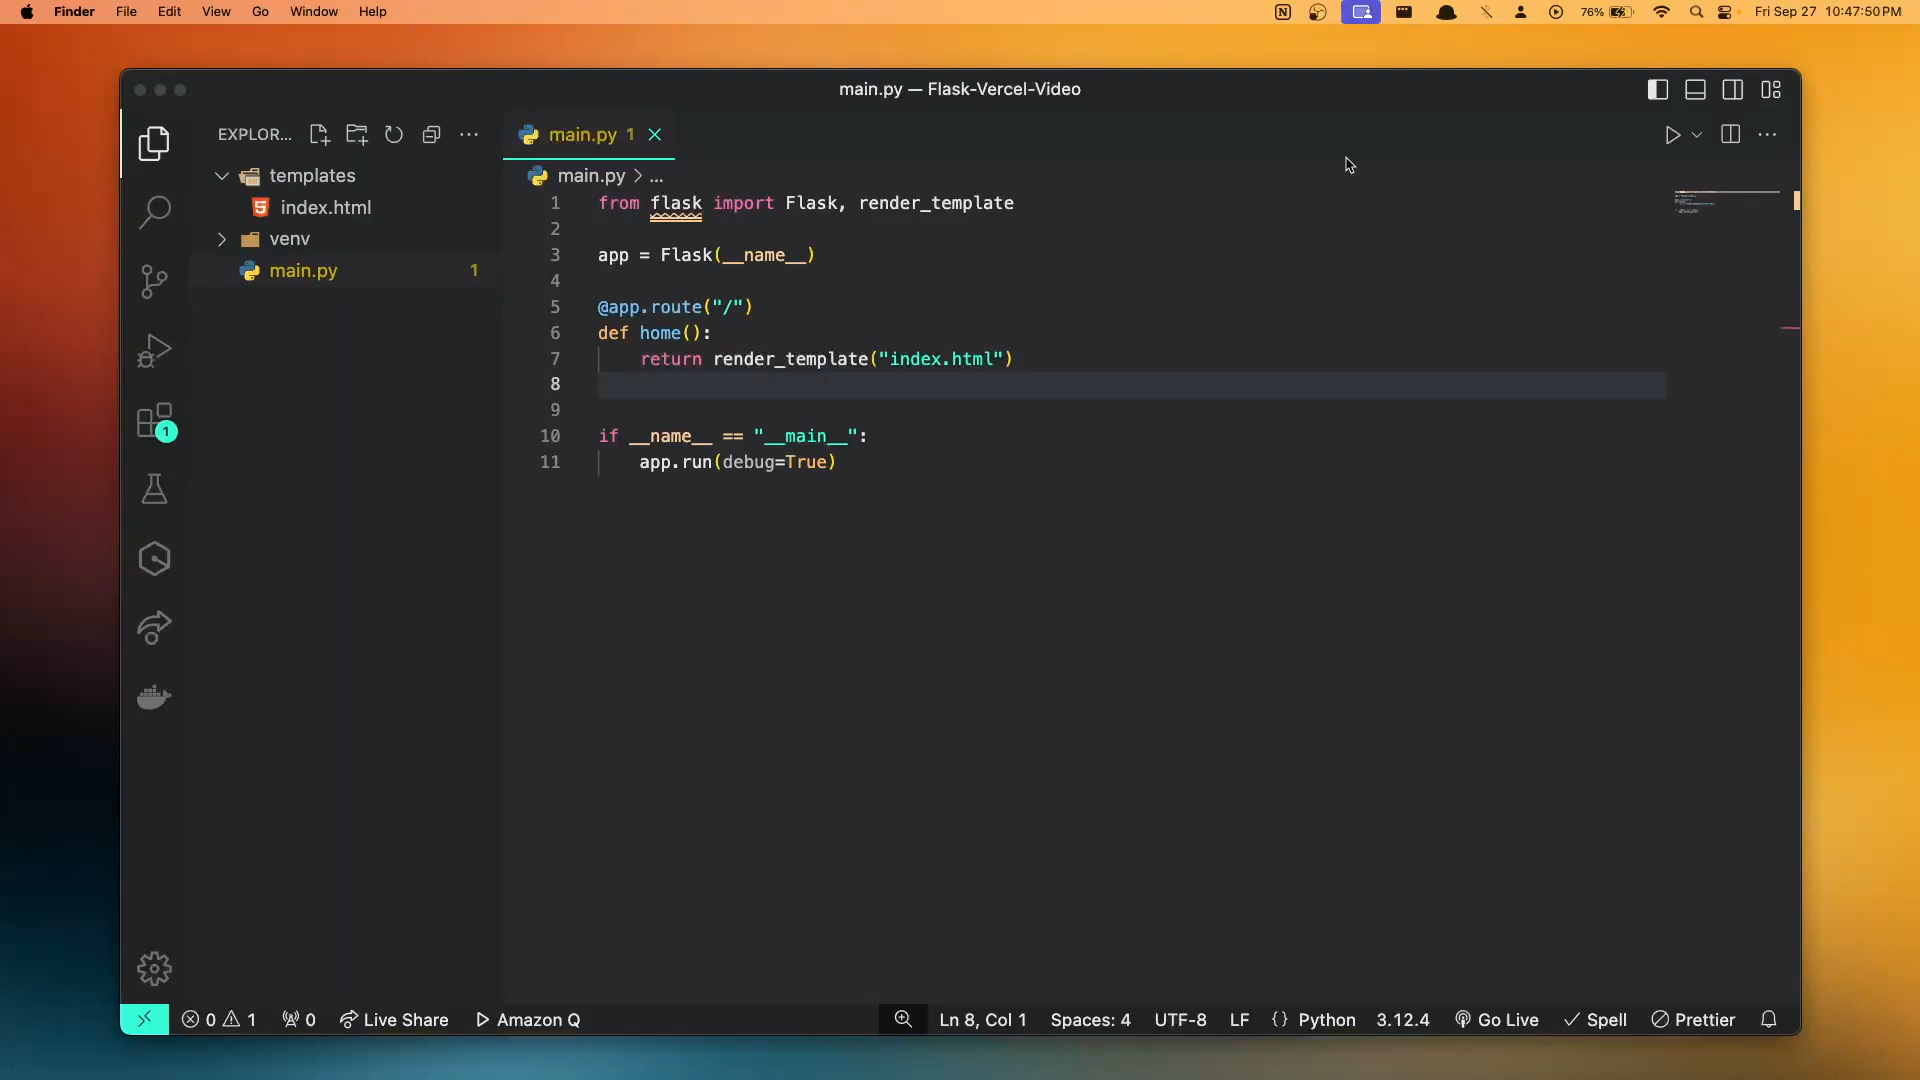 Finder File Edit View Go Window Help 76% Fri Sep 27 10:47:50 PM
main.py — Flask-Vercel-Video
EXPLOR...
templates
index.html
venv
main.py 1
main.py 1
main.py > ...
1 from flask import Flask, render_template
2
3 app = Flask(__name__)
4
5 @app.route("/")
6 def home():
7 return render_template("index.html")
8
9
10 if __name__ == "__main__":
11 app.run(debug=True)
1
0 1 0 Live Share Amazon Q Ln 8, Col 1 Spaces: 4 UTF-8 LF {} Python 3.12.4 Go Live Spell Prettier